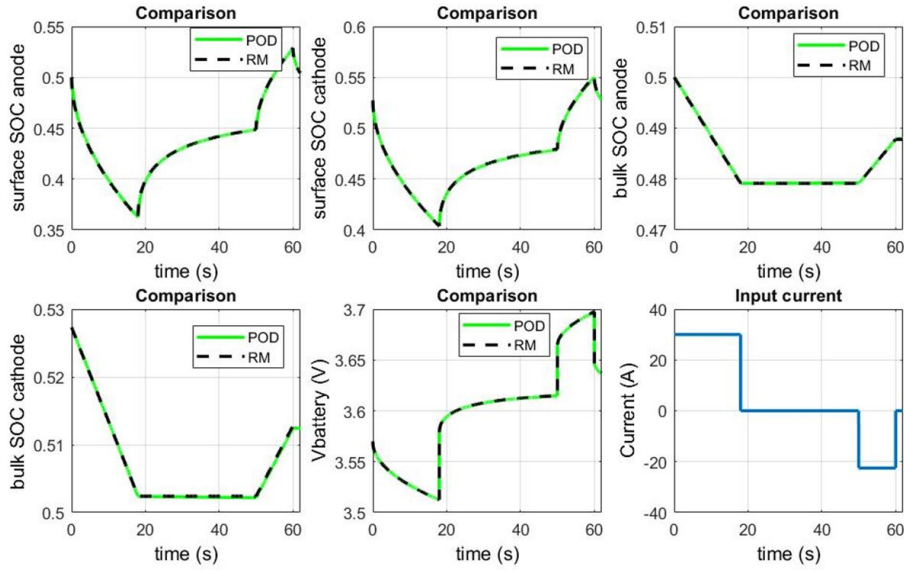 Comparison
surface SOC anode
0.55
0.5
0.45
0.4
0.35
0 20 40 60
time (s)
POD
RM
Comparison
surface SOC cathode
0.6
0.55
0.5
0.45
0.4
0 20 40 60
time (s)
POD
RM
Comparison
bulk SOC anode
0.51
0.5
0.49
0.48
0.47
0 20 40 60
time (s)
POD
RM
Comparison
bulk SOC cathode
0.53
0.52
0.51
0.5
0 20 40 60
time (s)
POD
RM
Comparison
Vbattery (V)
3.7
3.65
3.6
3.55
3.5
0 20 40 60
time (s)
POD
RM
Input current
Current (A)
40
20
0
-20
-40
0 20 40 60
time (s)